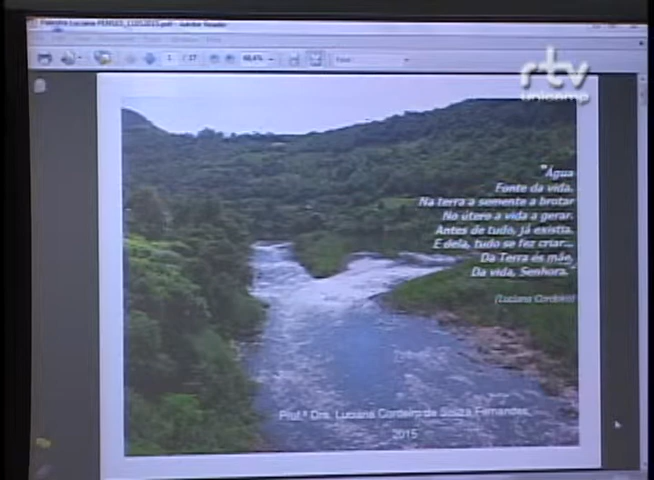 rtv
unicamp
1 / 17
"Água
Fonte da vida.
Na terra a semente a brotar
No útero a vida a gerar.
Antes de tudo, já existia.
E dela, tudo se fez criar...
Da Terra és mãe,
Da vida, Senhora."
Prof.ª Dra. Luciana Cordeiro de Souza Fernandes
2015